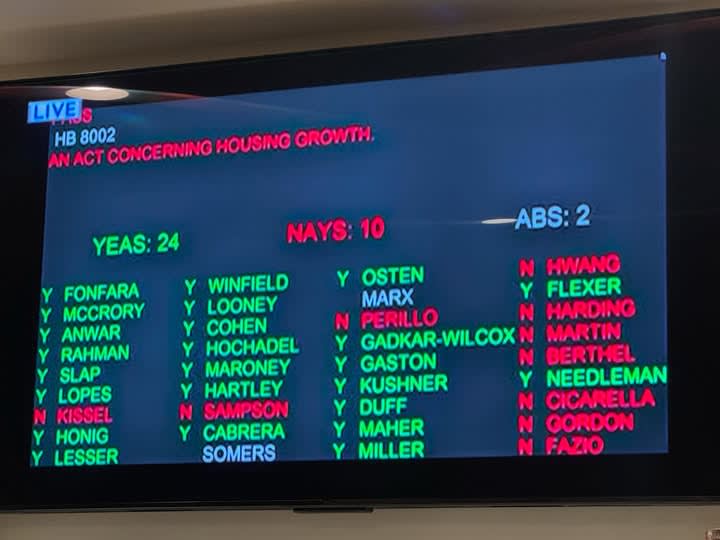 LIVE
PASS
HB 8002
AN ACT CONCERNING HOUSING GROWTH.
YEAS: 24 NAYS: 10 ABS: 2
Y FONFARA Y WINFIELD Y OSTEN N HWANG
Y MCCRORY Y LOONEY MARX Y FLEXER
Y ANWAR Y COHEN N PERILLO N HARDING
Y RAHMAN Y HOCHADEL Y GADKAR-WILCOX N MARTIN
Y SLAP Y MARONEY Y GASTON N BERTHEL
Y LOPES Y HARTLEY Y KUSHNER Y NEEDLEMAN
N KISSEL N SAMPSON Y DUFF N CICARELLA
Y HONIG Y CABRERA Y MAHER N GORDON
Y LESSER SOMERS Y MILLER N FAZIO